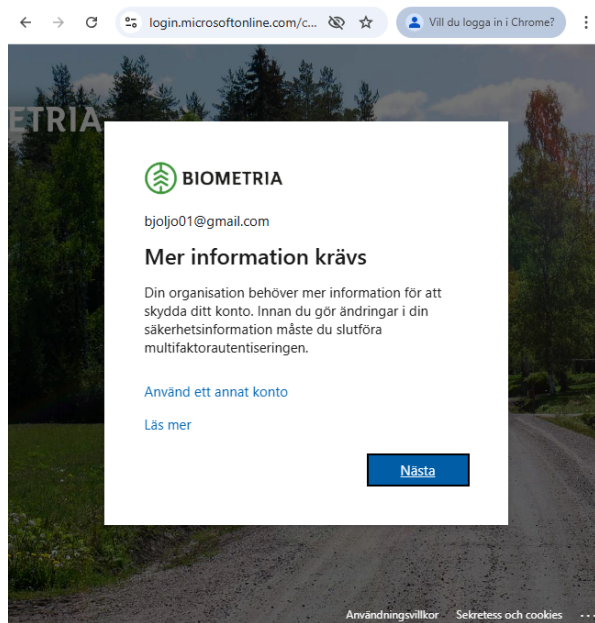 login.microsoftonline.com/c...
Vill du logga in i Chrome?
ETRIA
BIOMETRIA
bjoljo01@gmail.com
Mer information krävs
Din organisation behöver mer information för att
skydda ditt konto. Innan du gör ändringar i din
säkerhetsinformation måste du slutföra
multifaktorautentiseringen.
Använd ett annat konto
Läs mer
Nästa
Användningsvillkor Sekretess och cookies ...